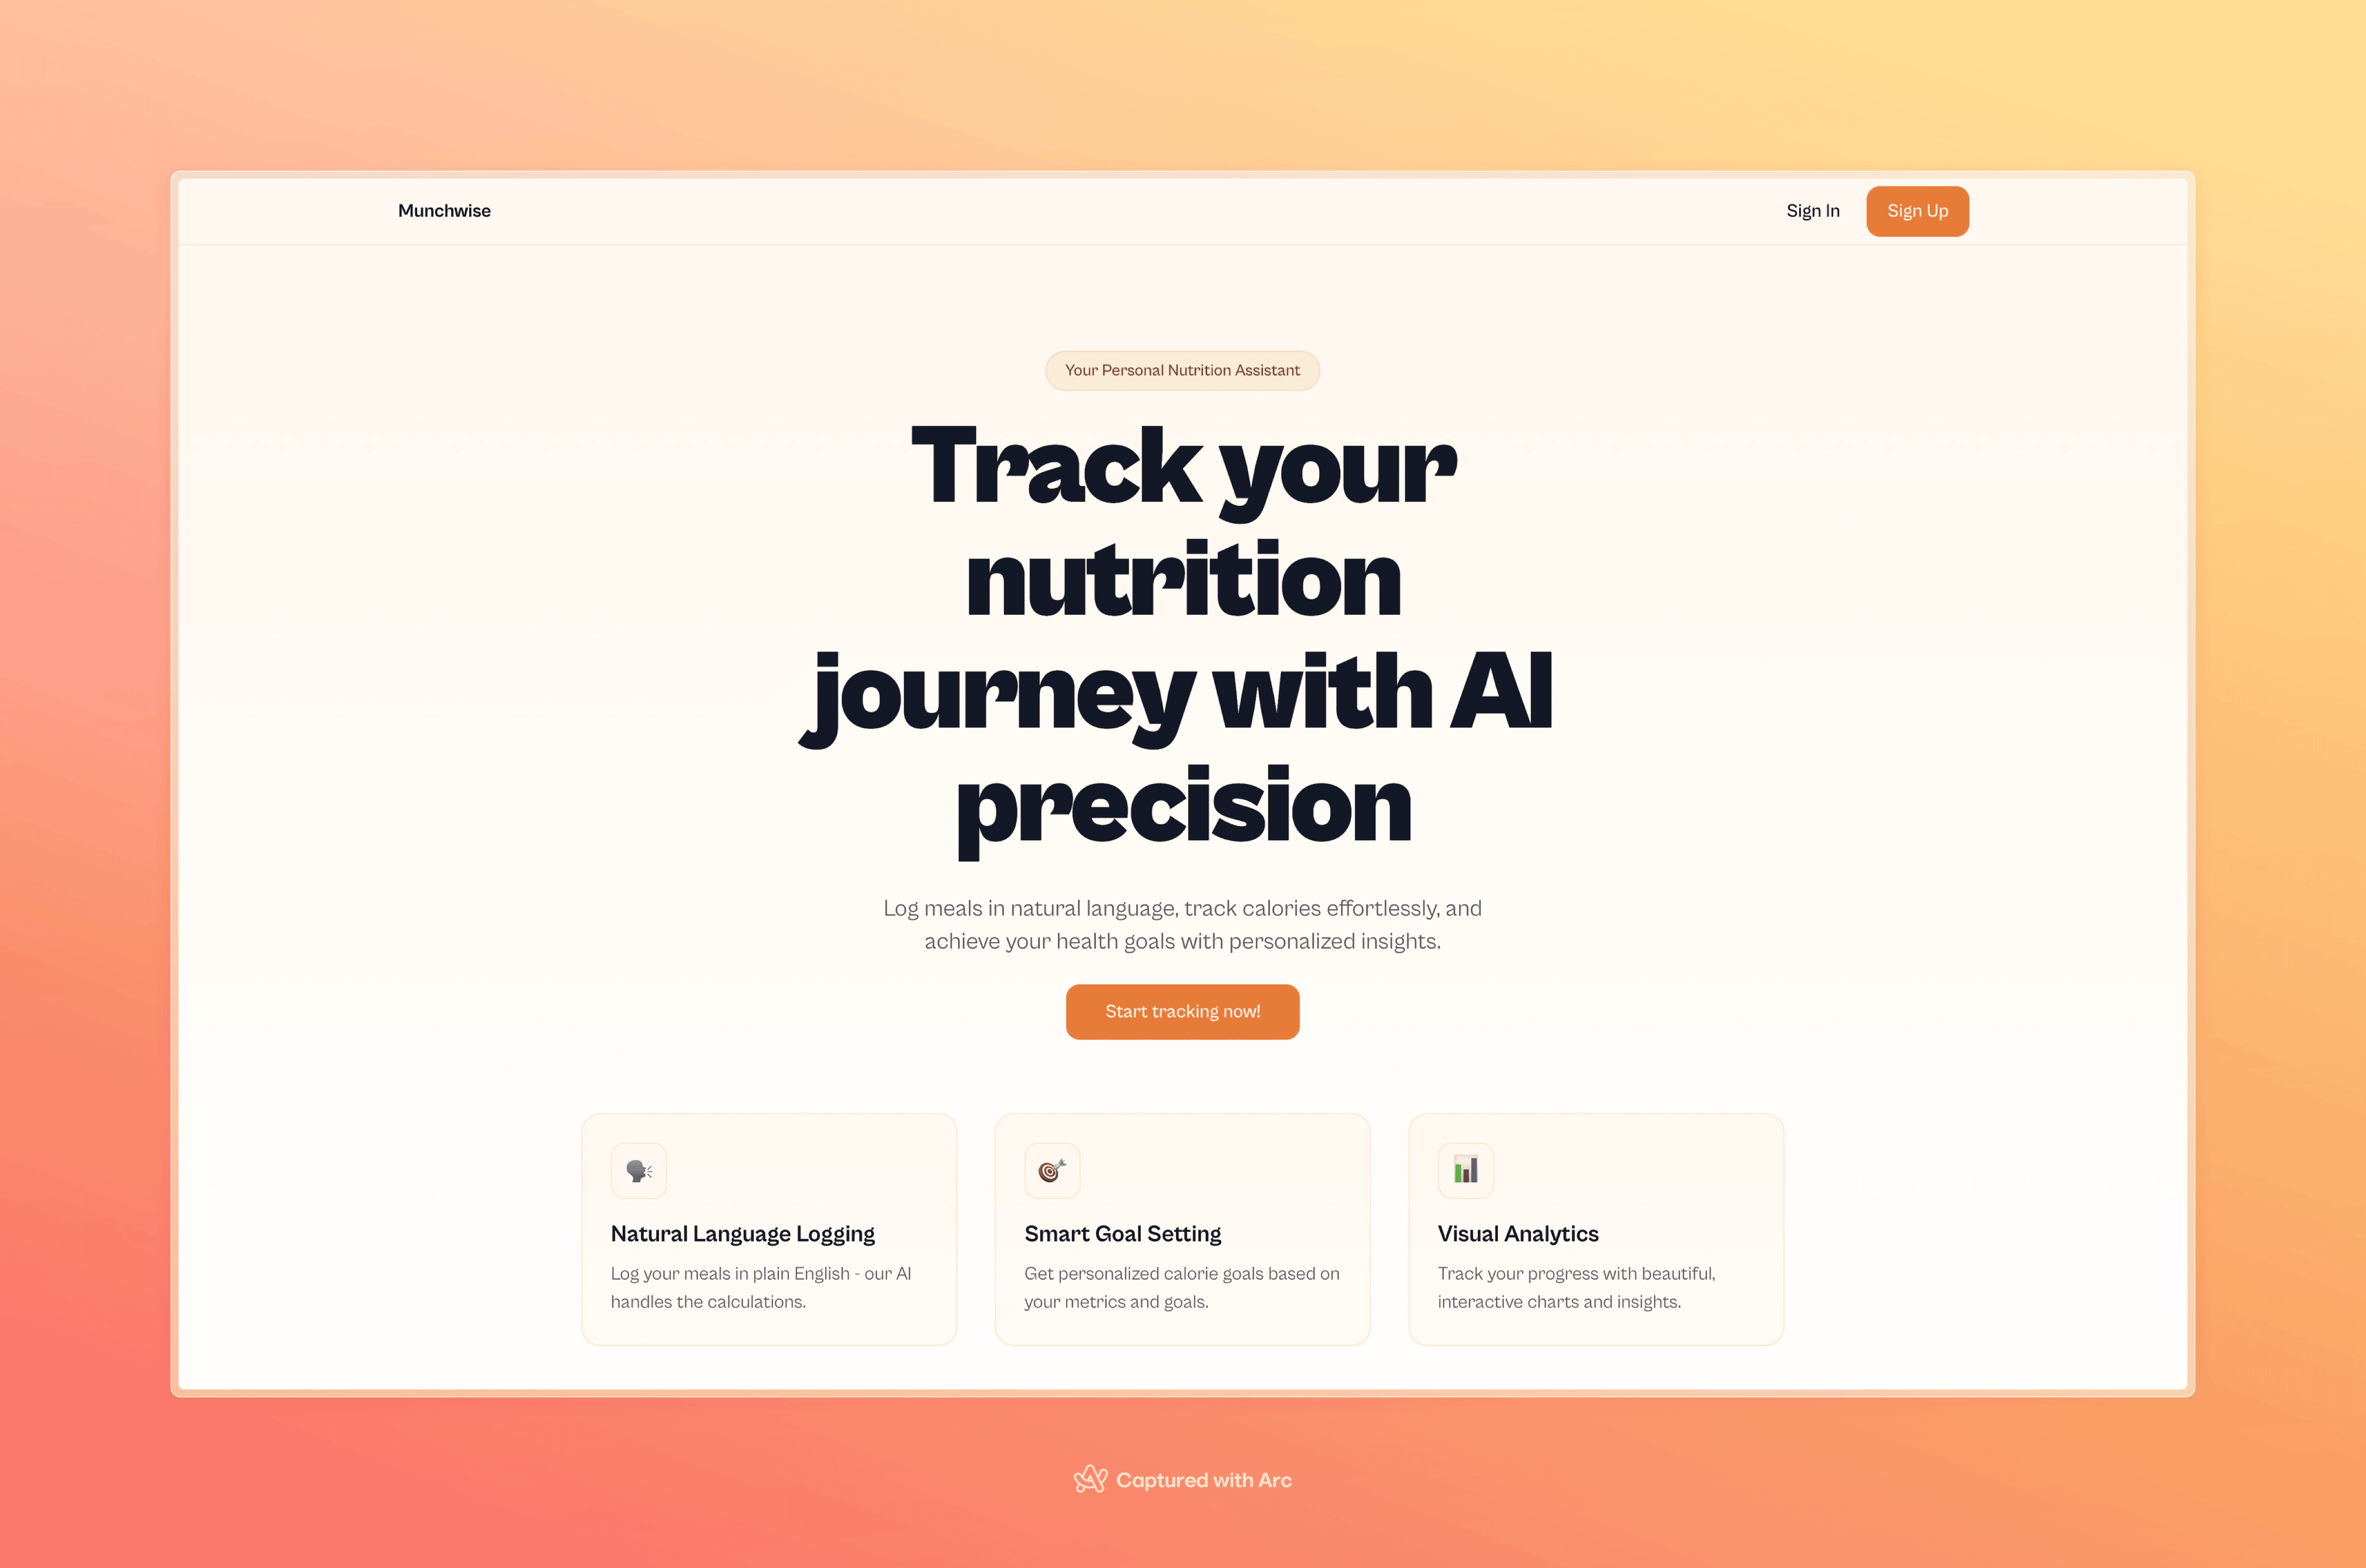 Munchwise
Sign In
Sign Up
Your Personal Nutrition Assistant
Track your
nutrition
journey with AI
precision
Log meals in natural language, track calories effortlessly, and
achieve your health goals with personalized insights.
Start tracking now!
Natural Language Logging
Log your meals in plain English - our AI
handles the calculations.
Smart Goal Setting
Get personalized calorie goals based on
your metrics and goals.
Visual Analytics
Track your progress with beautiful,
interactive charts and insights.
Captured with Arc